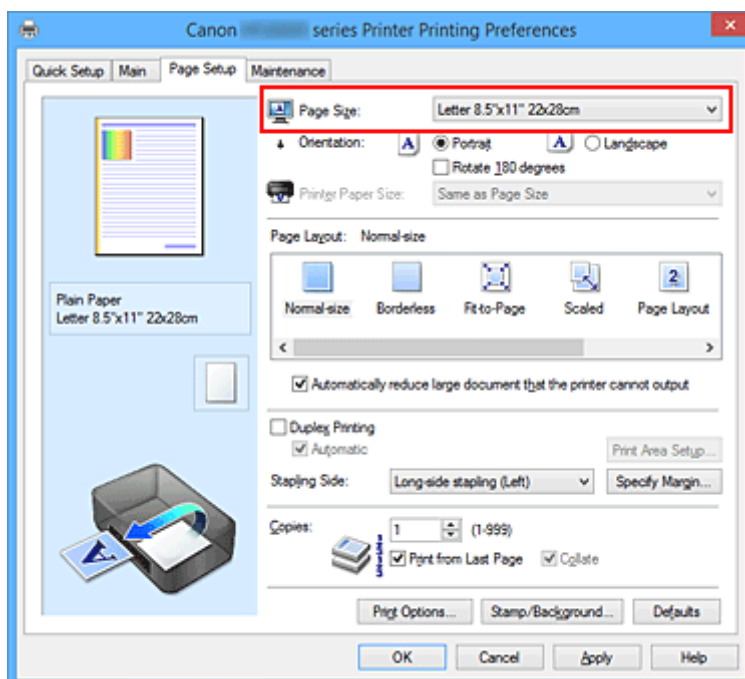 Canon series Printer Printing Preferences
Quick Setup Main Page Setup Maintenance
Page Size: Letter 8.5"x11" 22x28cm
Orientation: A Portrait A Landscape
Rotate 180 degrees
Printer Paper Size: Same as Page Size
Page Layout: Normal-size
2
Normal-size Borderless Fit-to-Page Scaled Page Layout
Plain Paper
Letter 8.5"x11" 22x28cm
Automatically reduce large document that the printer cannot output
Duplex Printing
Automatic Print Area Setup...
Stapling Side: Long-side stapling (Left) Specify Margin...
Copies: 1 (1-999)
Print from Last Page Collate
A
Print Options... Stamp/Background... Defaults
OK Cancel Apply Help